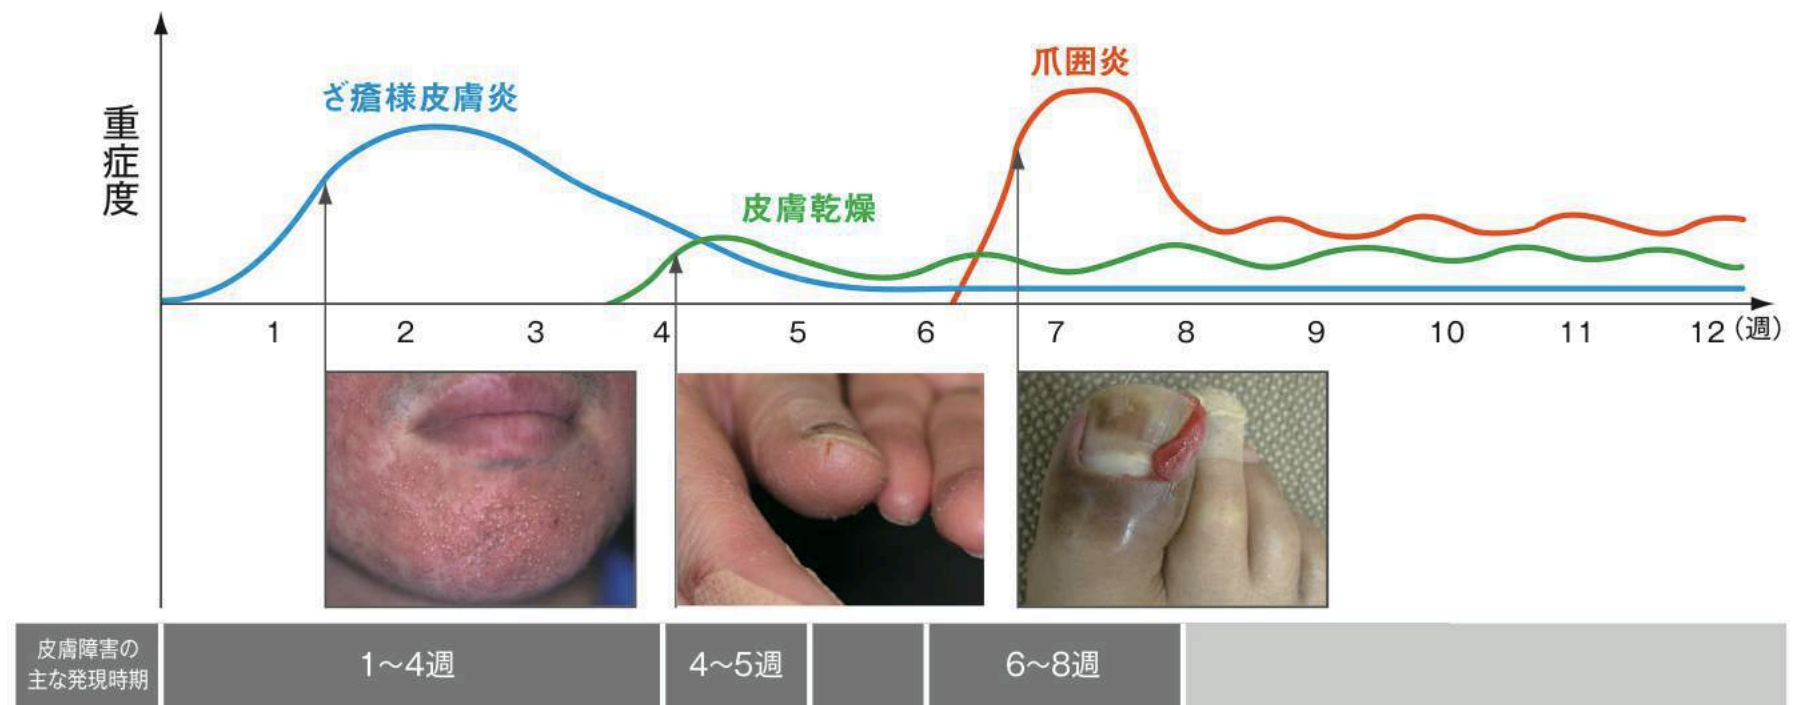 爪囲炎
ざ瘡様皮膚炎
重症度
皮膚乾燥
1 2 3 4 5 6 7 8 9 10 11 12 (週)
皮膚障害の
主な発現時期
1〜4週 4〜5週 6〜8週